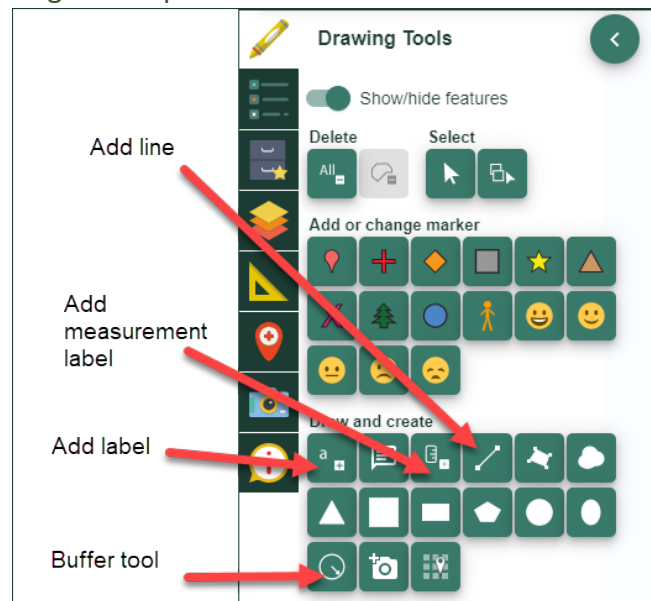 Drawing Tools
Show/hide features
Add line
Delete
Select
All
Add or change marker
Add
measurement
label
Draw and create
Add label
a
Buffer tool